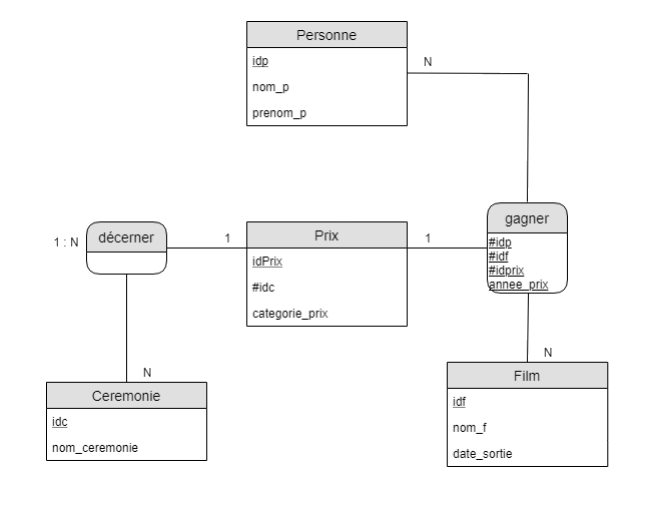 Personne
idp
nom_p
prenom_p
N
gagner
#idp
#idf
#idprix
annee_prix
1 : N
décerner
1
Prix
1
idPrix
#idc
categorie_prix
N
Ceremonie
idc
nom_ceremonie
N
Film
idf
nom_f
date_sortie